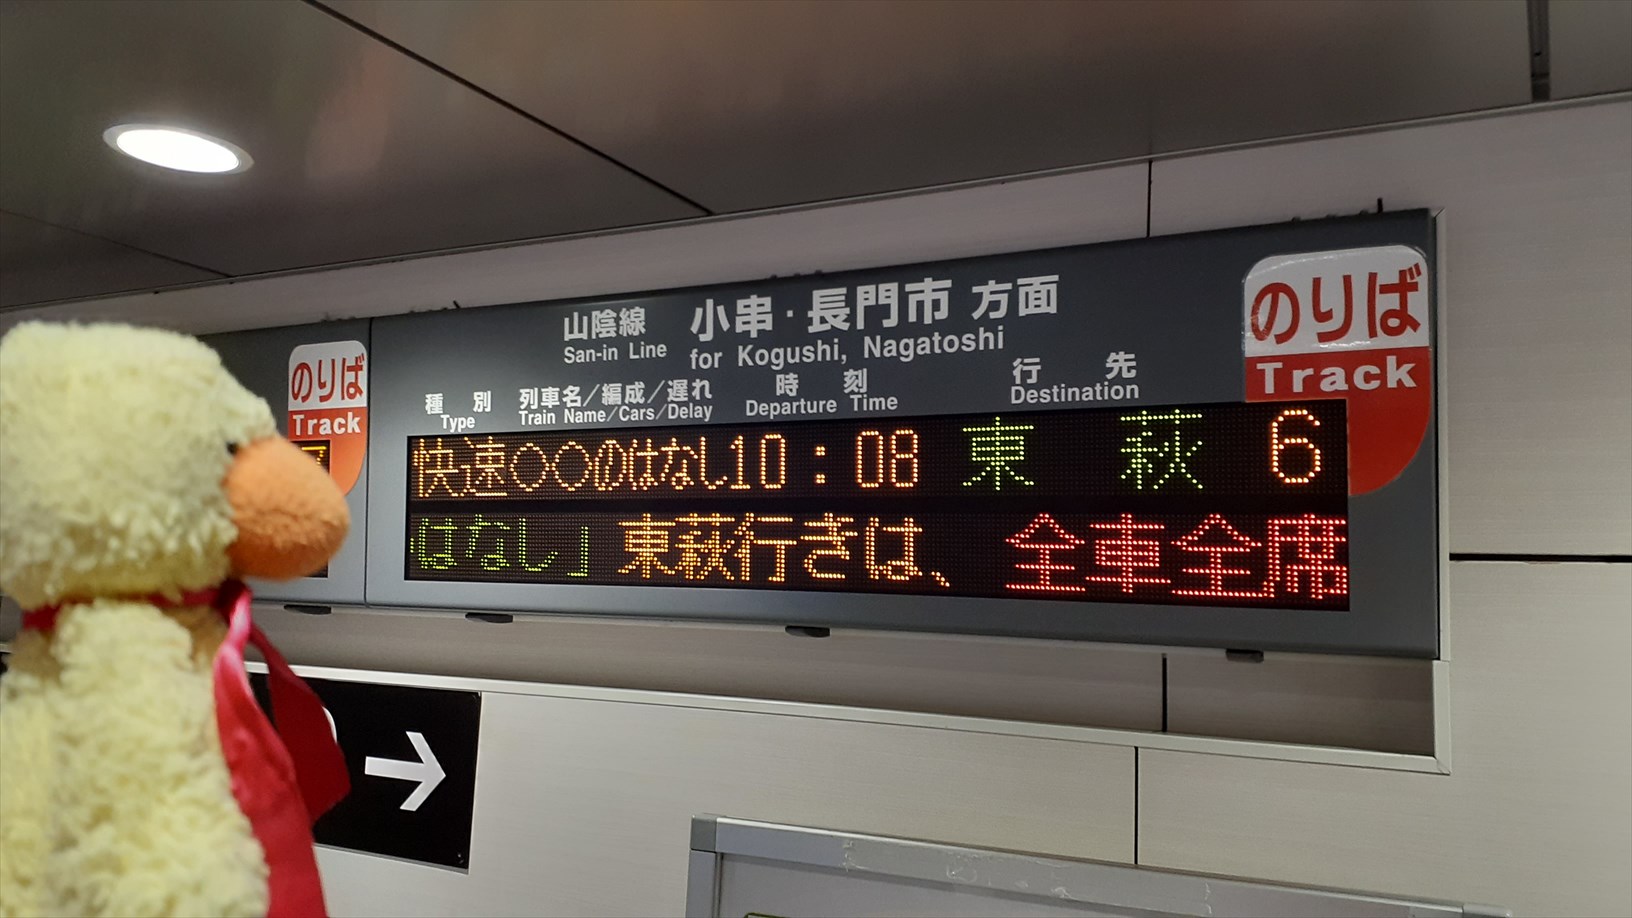 山陰線 小串・長門市 方面
San-in Line for Kogushi, Nagatoshi
種別 列車名／編成／遅れ 時刻 行先
Type Train Name/Cars/Delay Departure Time Destination
のりば
Track
のりば
Track
快速○○のはなし10:08 東萩 6
はなし」 東萩行きは、 全車全席